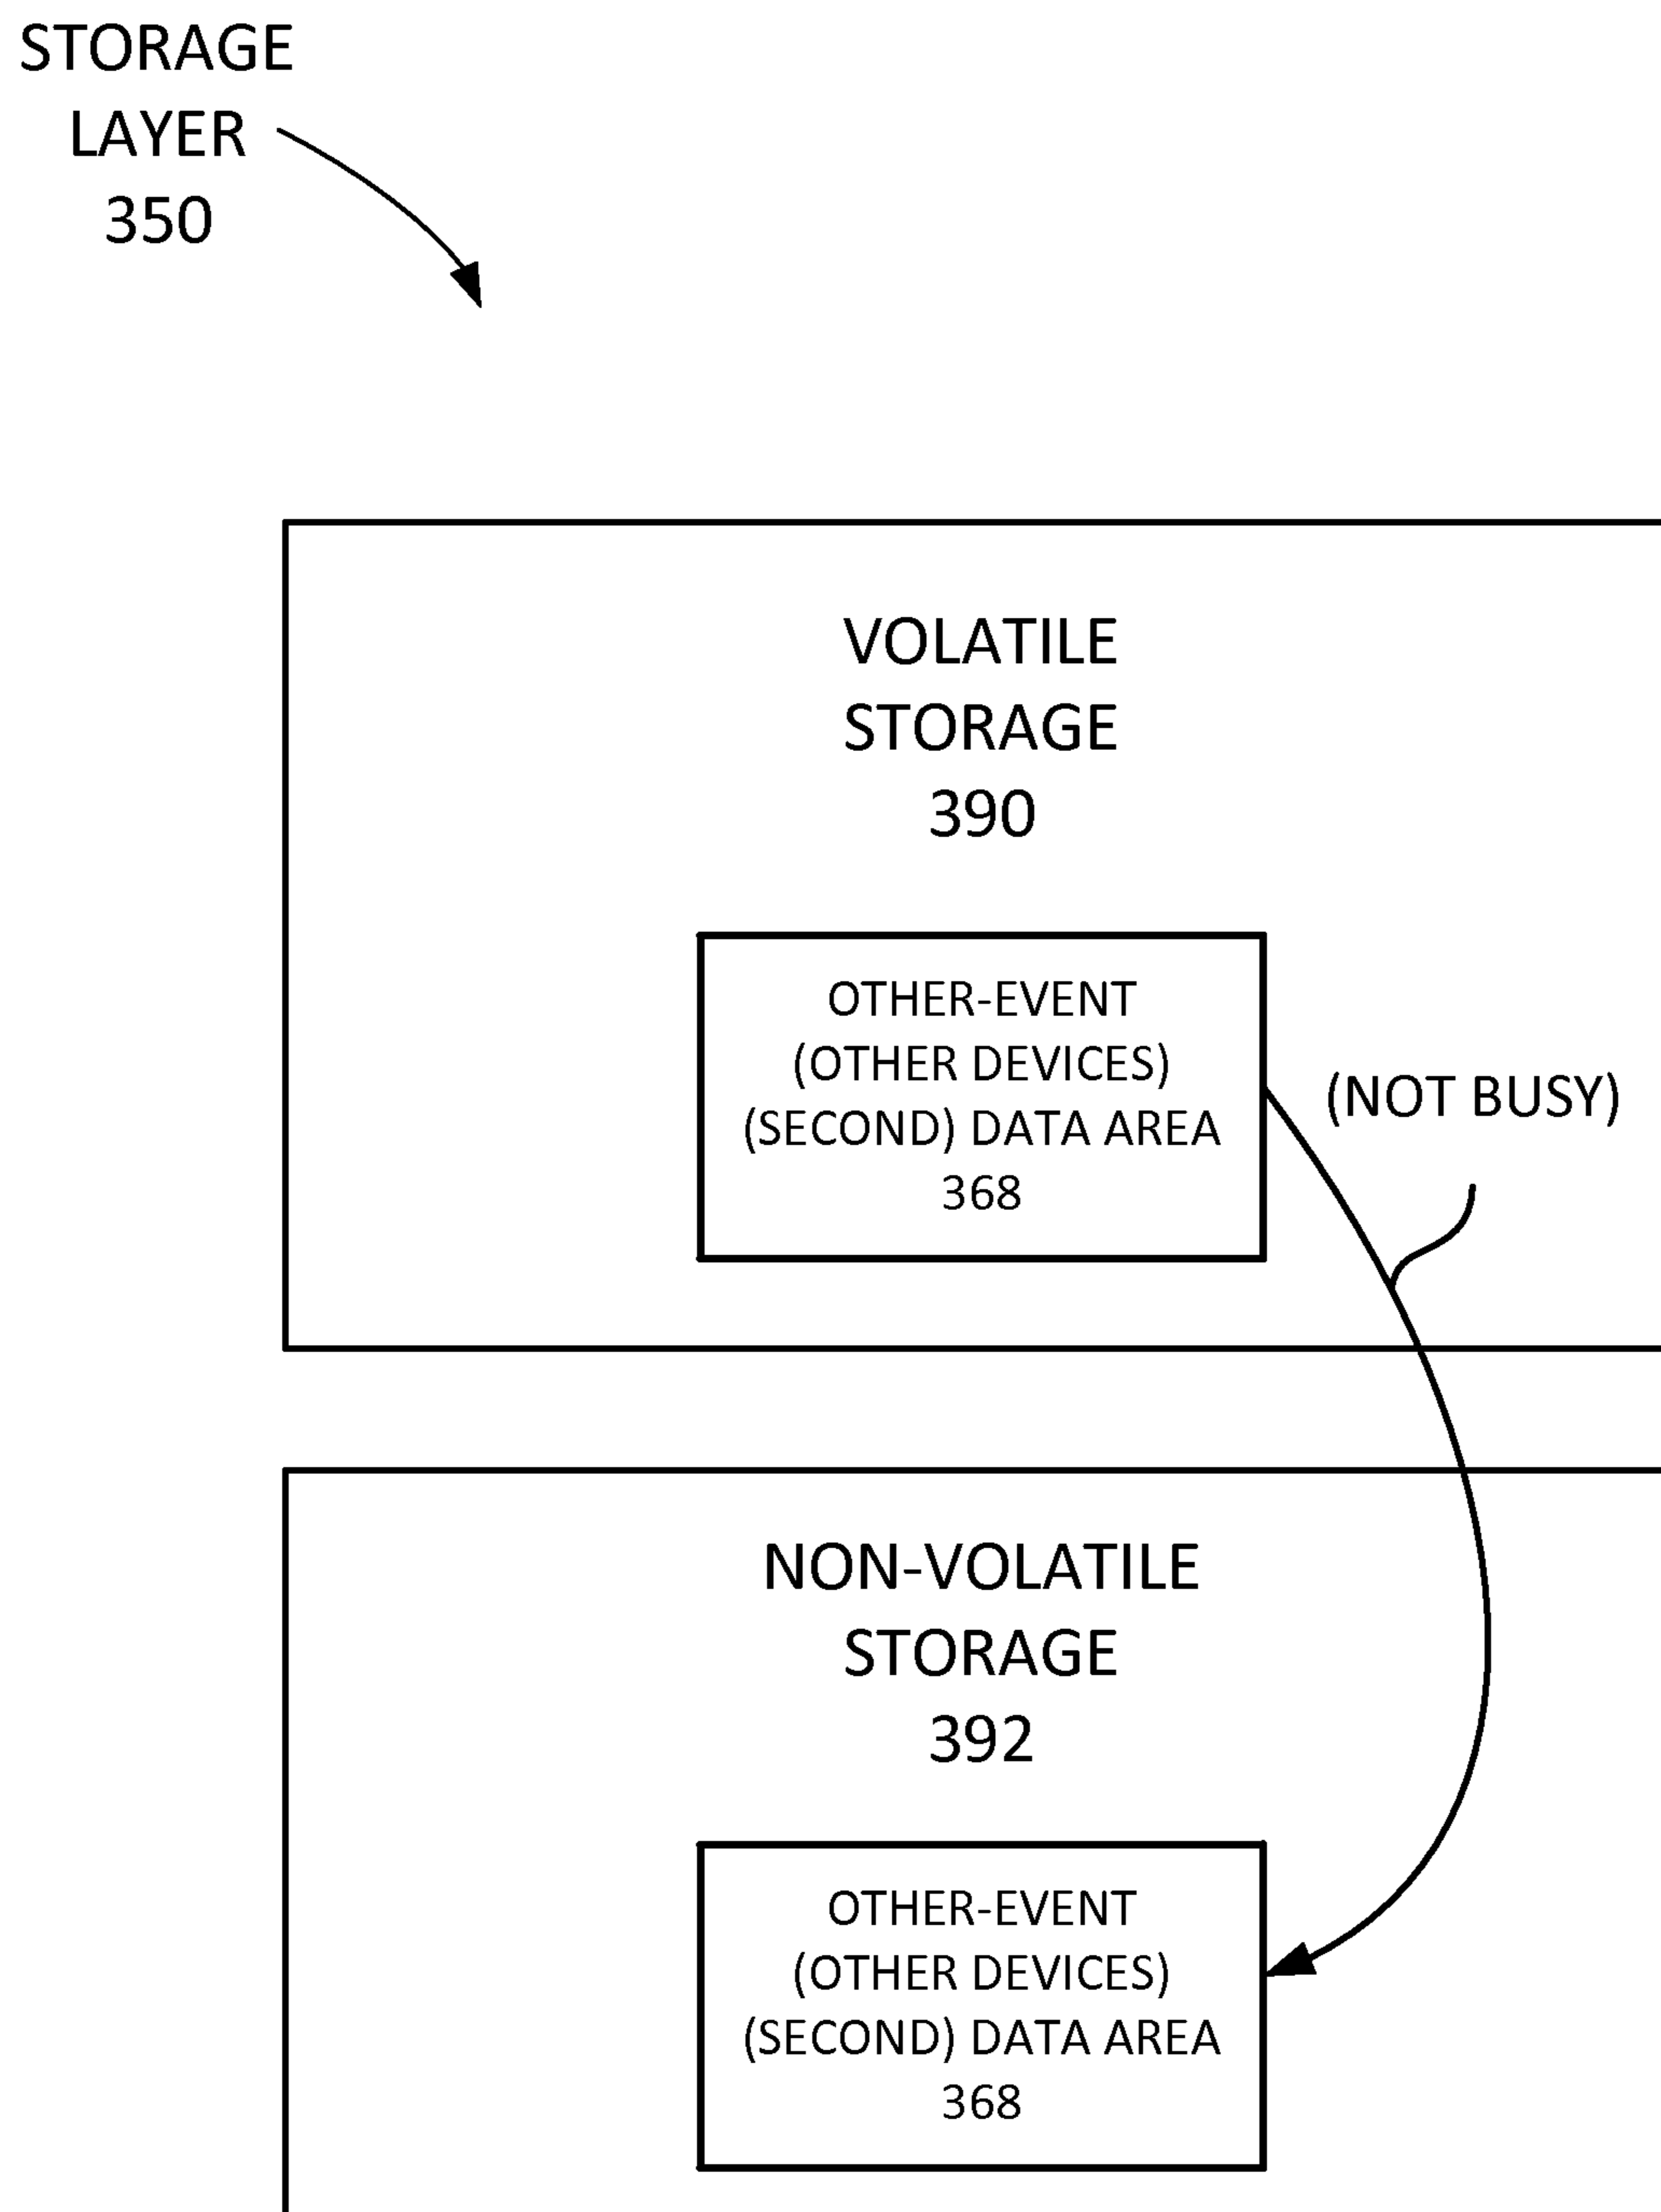 STORAGE
LAYER
350
VOLATILE
STORAGE
390
OTHER-EVENT
(OTHER DEVICES)
(SECOND) DATA AREA
368
(NOT BUSY)
NON-VOLATILE
STORAGE
392
OTHER-EVENT
(OTHER DEVICES)
(SECOND) DATA AREA
368